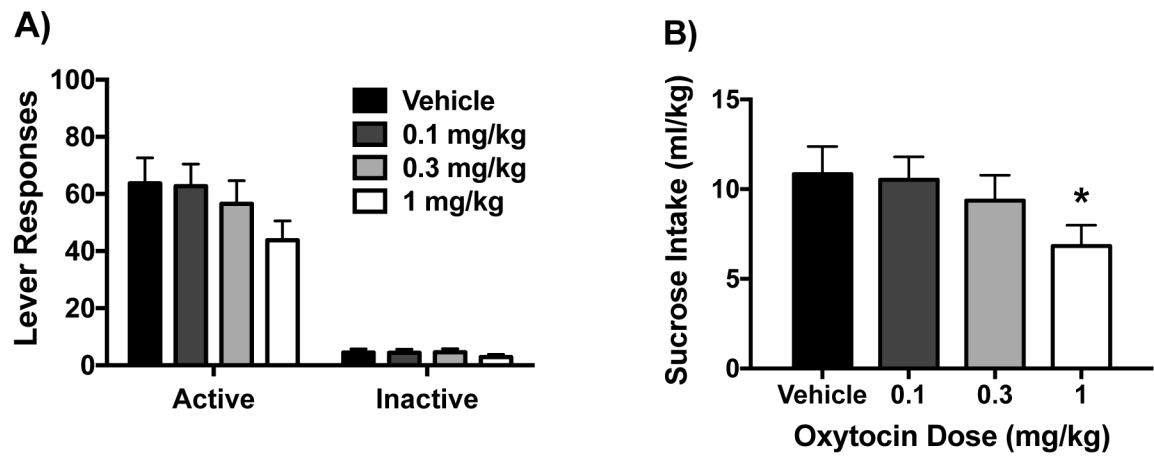 A)
Lever Responses
100
80
60
40
20
0
Vehicle
0.1 mg/kg
0.3 mg/kg
1 mg/kg
Active
Inactive
B)
Sucrose Intake (ml/kg)
15
10
5
0
*
Vehicle
0.1
0.3
1
Oxytocin Dose (mg/kg)